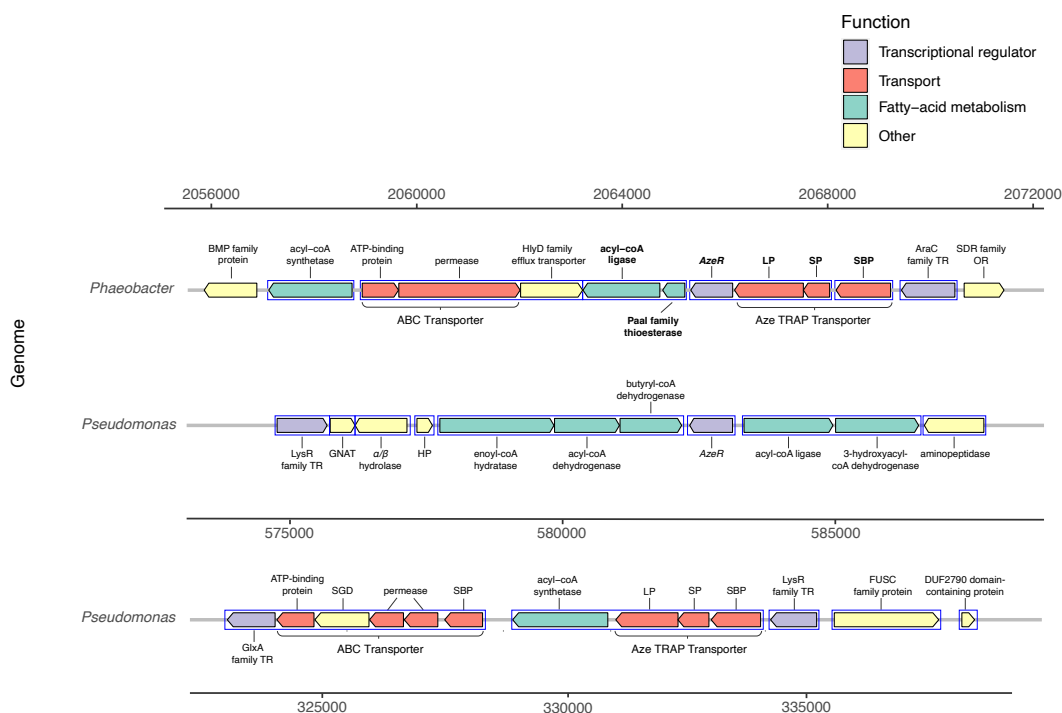 Function
Transcriptional regulator
Transport
Fatty−acid metabolism
Other
Genome
2056000 2060000 2064000 2068000 2072000
BMP family
protein
acyl−coA
synthetase
ATP-binding
protein
permease
HlyD family
efflux transporter
acyl−coA
ligase
AzeR
LP
SP
SBP
AraC
family TR
SDR family
OR
Phaeobacter
ABC Transporter
PaaI family
thioesterase
Aze TRAP Transporter
butyryl-coA
dehydrogenase
Pseudomonas
LysR
family TR
GNAT
α/β
hydrolase
HP
enoyl-coA
hydratase
acyl-coA
dehydrogenase
AzeR
acyl-coA ligase
3-hydroxyacyl-
coA dehydrogenase
aminopeptidase
575000 580000 585000
ATP-binding
protein
SGD
permease
SBP
acyl−coA
synthetase
LP
SP
SBP
LysR
family TR
FUSC
family protein
DUF2790 domain-
containing protein
Pseudomonas
GlxA
family TR
ABC Transporter
Aze TRAP Transporter
325000 330000 335000